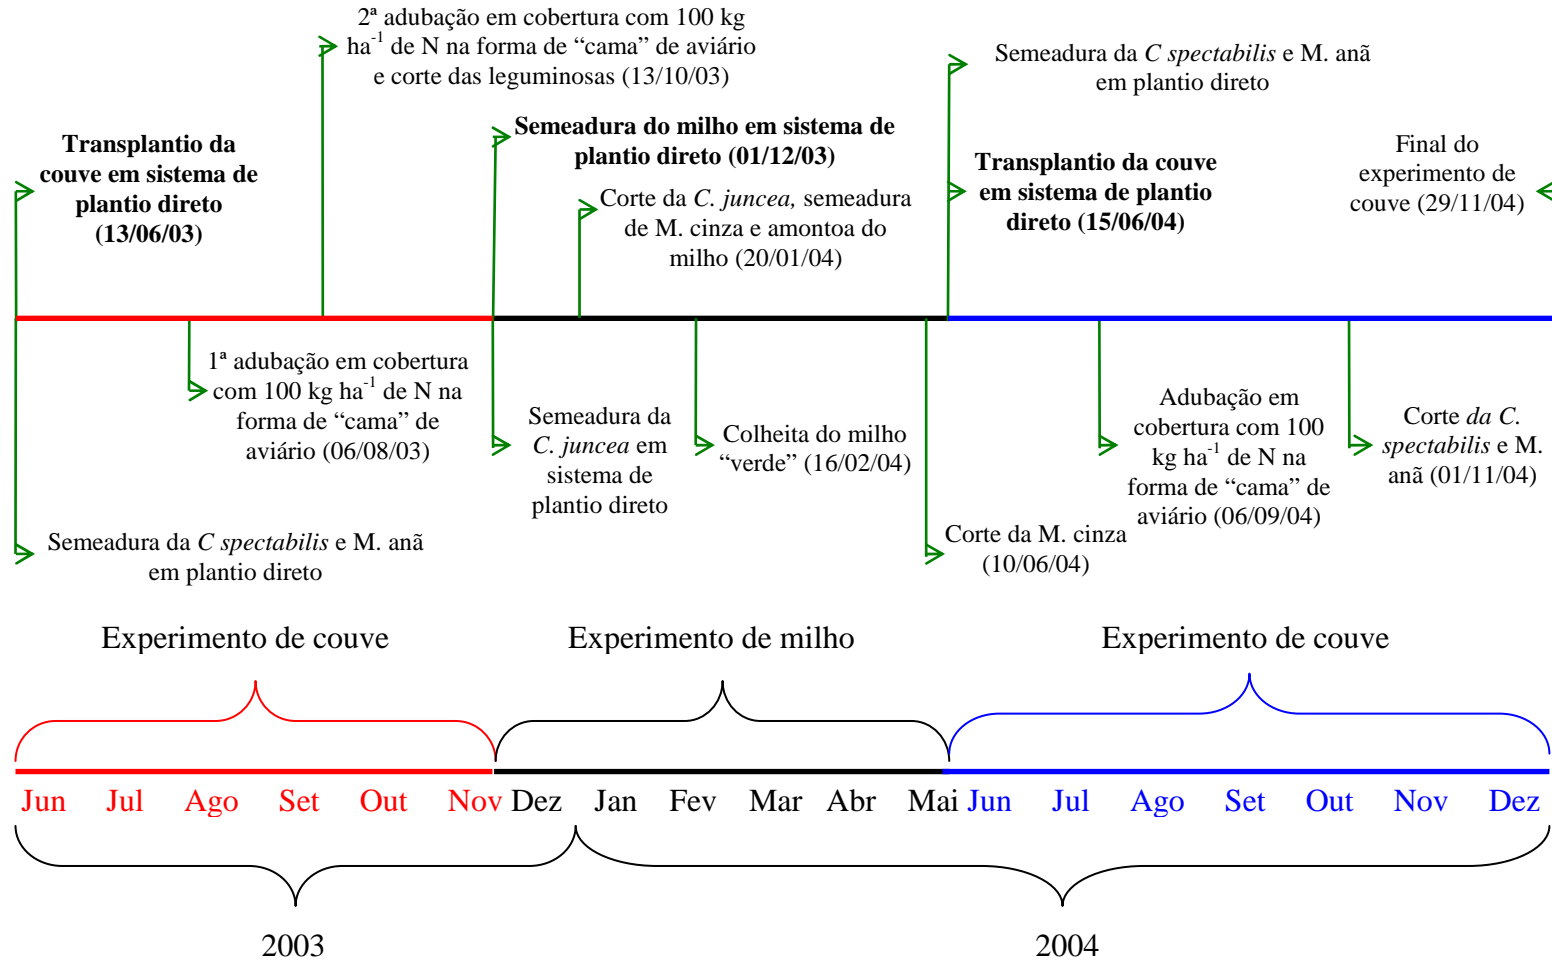 2ª adubação em cobertura com 100 kg
ha-1 de N na forma de “cama” de aviário
e corte das leguminosas (13/10/03)
Semeadura da C spectabilis e M. anã
em plantio direto
Transplantio da
couve em sistema de
plantio direto
(13/06/03)
Semeadura do milho em sistema de
plantio direto (01/12/03)
Corte da C. juncea, semeadura
de M. cinza e amontoa do
milho (20/01/04)
Transplantio da couve
em sistema de plantio
direto (15/06/04)
Final do
experimento de
couve (29/11/04)
1ª adubação em cobertura
com 100 kg ha-1 de N na
forma de “cama” de
aviário (06/08/03)
Semeadura da
C. juncea em
sistema de
plantio direto
Colheita do milho
“verde” (16/02/04)
Adubação em
cobertura com 100
kg ha-1 de N na
forma de “cama” de
aviário (06/09/04)
Corte da C.
spectabilis e M.
anã (01/11/04)
Semeadura da C spectabilis e M. anã
em plantio direto
Corte da M. cinza
(10/06/04)
Experimento de couve Experimento de milho Experimento de couve
Jun Jul Ago Set Out Nov Dez Jan Fev Mar Abr Mai Jun Jul Ago Set Out Nov Dez
2003 2004